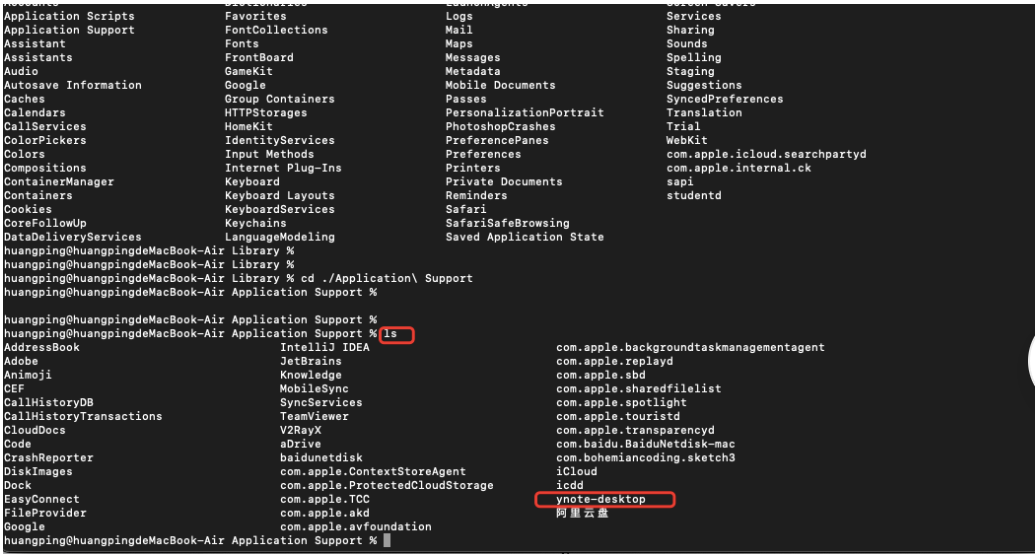 Application Scripts Favorites Logs Services
Application Support FontCollections Mail Sharing
Assistant Fonts Maps Sounds
Assistants FrontBoard Messages Spelling
Audio GameKit Metadata Staging
Autosave Information Google Mobile Documents Suggestions
Caches Group Containers Passes SyncedPreferences
Calendars HTTPStorages PersonalizationPortrait Translation
CallServices HomeKit PhotoshopCrashes Trial
ColorPickers IdentityServices PreferencePanes WebKit
Colors Input Methods Preferences com.apple.icloud.searchpartyd
Compositions Internet Plug-Ins Printers com.apple.internal.ck
ContainerManager Keyboard Private Documents sapi
Containers Keyboard Layouts Reminders studentd
Cookies KeyboardServices Safari
CoreFollowUp Keychains SafariSafeBrowsing
DataDeliveryServices LanguageModeling Saved Application State
huangping@huangpingdeMacBook-Air Library %
huangping@huangpingdeMacBook-Air Library %
huangping@huangpingdeMacBook-Air Library % cd ./Application\ Support
huangping@huangpingdeMacBook-Air Application Support %
huangping@huangpingdeMacBook-Air Application Support %
huangping@huangpingdeMacBook-Air Application Support % ls
AddressBook IntelliJ IDEA com.apple.backgroundtaskmanagementagent
Adobe JetBrains com.apple.replayd
Animoji Knowledge com.apple.sbd
CEF MobileSync com.apple.sharedfilelist
CallHistoryDB SyncServices com.apple.spotlight
CallHistoryTransactions TeamViewer com.apple.touristd
CloudDocs V2RayX com.apple.transparencyd
Code aDrive com.baidu.BaiduNetdisk-mac
CrashReporter baidunetdisk com.bohemiancoding.sketch3
DiskImages com.apple.ContextStoreAgent iCloud
Dock com.apple.ProtectedCloudStorage icdd
EasyConnect com.apple.TCC ynote-desktop
FileProvider com.apple.akd 阿里云盘
Google com.apple.avfoundation
huangping@huangpingdeMacBook-Air Application Support %